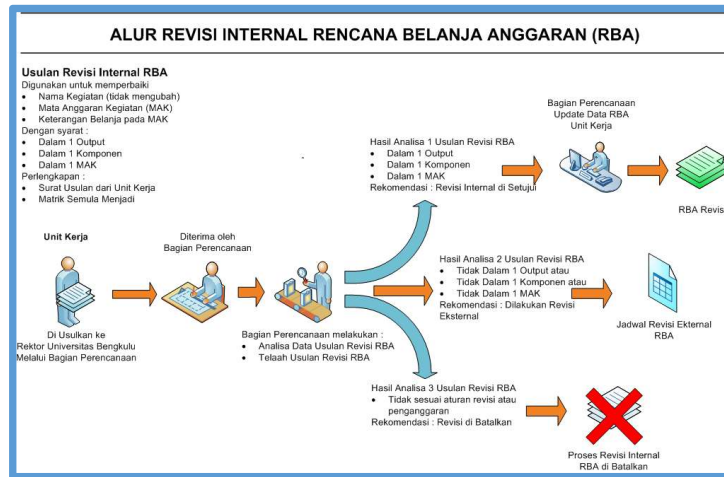 ALUR REVISI INTERNAL RENCANA BELANJA ANGGARAN (RBA)
Usulan Revisi Internal RBA
Digunakan untuk memperbaiki
• Nama Kegiatan (tidak mengubah)
• Mata Anggaran Kegiatan (MAK)
• Keterangan Belanja pada MAK
Dengan syarat :
• Dalam 1 Output
• Dalam 1 Komponen
• Dalam 1 MAK
Perlengkapan :
• Surat Usulan dari Unit Kerja
• Matrik Semula Menjadi
Unit Kerja
Di Usulkan ke
Rektor Universitas Bengkulu
Melalui Bagian Perencanaan
Diterima oleh
Bagian Perencanaan
Bagian Perencanaan melakukan :
• Analisa Data Usulan Revisi RBA
• Telaah Usulan Revisi RBA
Hasil Analisa 1 Usulan Revisi RBA
• Dalam 1 Output
• Dalam 1 Komponen
• Dalam 1 MAK
Rekomendasi : Revisi Internal di Setujui
Bagian Perencanaan
Update Data RBA
Unit Kerja
RBA Revisi
Hasil Analisa 2 Usulan Revisi RBA
• Tidak Dalam 1 Output atau
• Tidak Dalam 1 Komponen atau
• Tidak Dalam 1 MAK
Rekomendasi : Dilakukan Revisi
Eksternal
Jadwal Revisi Ekternal
RBA
Hasil Analisa 3 Usulan Revisi RBA
• Tidak sesuai aturan revisi atau
penganggaran
Rekomendasi : Revisi di Batalkan
Proses Revisi Internal
RBA di Batalkan